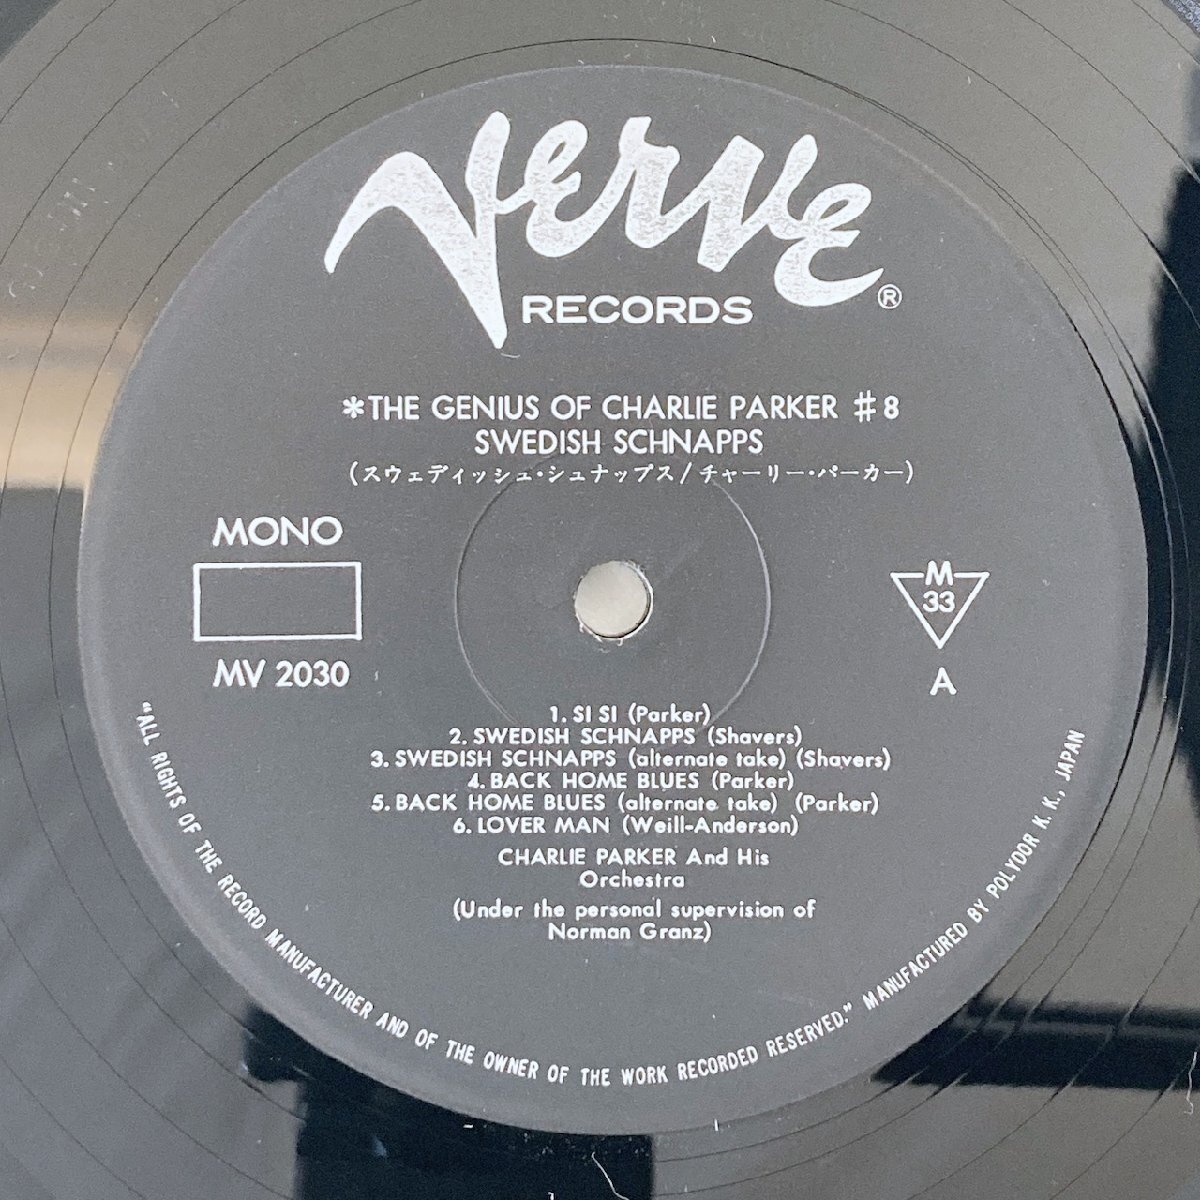 Verve
RECORDS ®
*THE GENIUS OF CHARLIE PARKER #8
SWEDISH SCHNAPPS
(スウェディッシュ・シュナップス/チャーリー・パーカー)
MONO
MV 2030
M
33
A
1. SI SI (Parker)
2. SWEDISH SCHNAPPS (Shavers)
3. SWEDISH SCHNAPPS (alternate take) (Shavers)
4. BACK HOME BLUES (Parker)
5. BACK HOME BLUES (alternate take) (Parker)
6. LOVER MAN (Weill-Anderson)
CHARLIE PARKER And His
Orchestra
(Under the personal supervision of
Norman Granz)
"ALL RIGHTS OF THE RECORD MANUFACTURER AND OF THE OWNER OF THE WORK RECORDED RESERVED." MANUFACTURED BY POLYDOR K.K., JAPAN